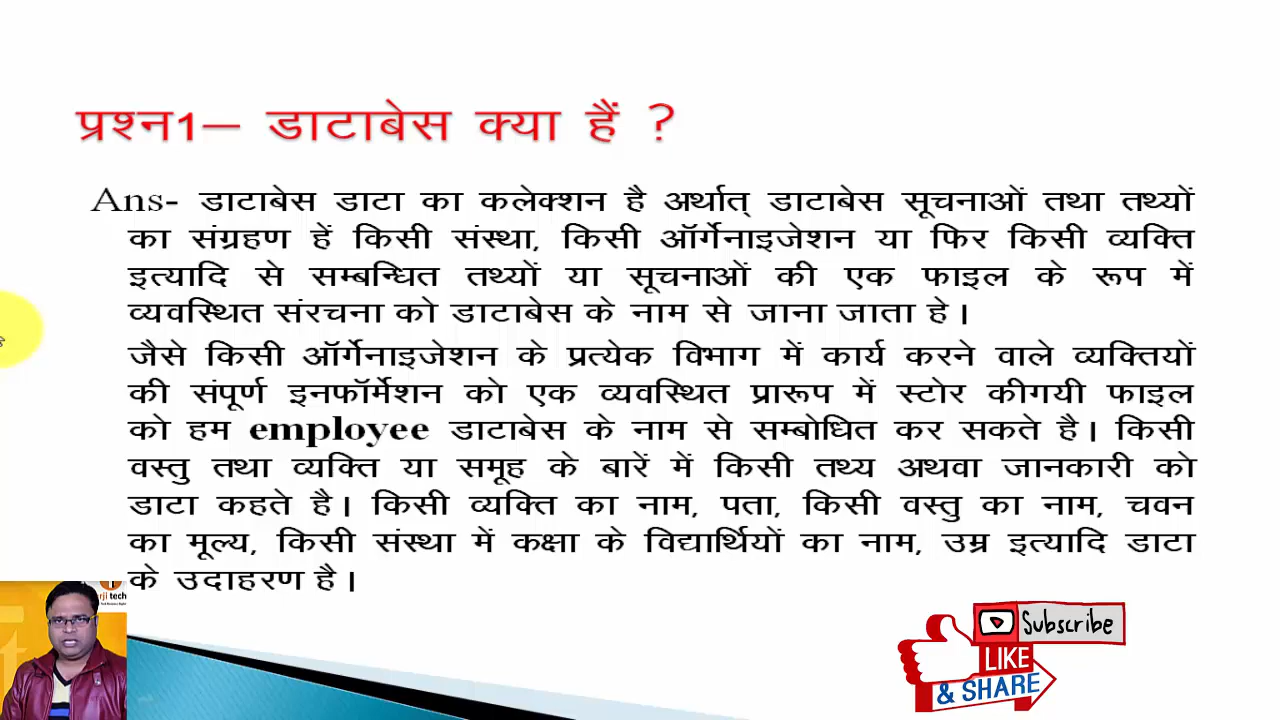 प्रश्न1– डाटाबेस क्या हैं ?
Ans- डाटाबेस डाटा का कलेक्शन है अर्थात् डाटाबेस सूचनाओं तथा तथ्यों
का संग्रहण हें किसी संस्था, किसी ऑर्गेनाइजेशन या फिर किसी व्यक्ति
इत्यादि से सम्बन्धित तथ्यों या सूचनाओं की एक फाइल के रूप में
व्यवस्थित संरचना को डाटाबेस के नाम से जाना जाता हे।
जैसे किसी ऑर्गेनाइजेशन के प्रत्येक विभाग में कार्य करने वाले व्यक्तियों
की संपूर्ण इनफॉर्मेशन को एक व्यवस्थित प्रारूप में स्टोर कीगयी फाइल
को हम employee डाटाबेस के नाम से सम्बोधित कर सकते है। किसी
वस्तु तथा व्यक्ति या समूह के बारें में किसी तथ्य अथवा जानकारी को
डाटा कहते है। किसी व्यक्ति का नाम, पता, किसी वस्तु का नाम, चवन
का मूल्य, किसी संस्था में कक्षा के विद्यार्थियों का नाम, उम्र इत्यादि डाटा
के उदाहरण है।
rji tech
Subscribe
LIKE
& SHARE